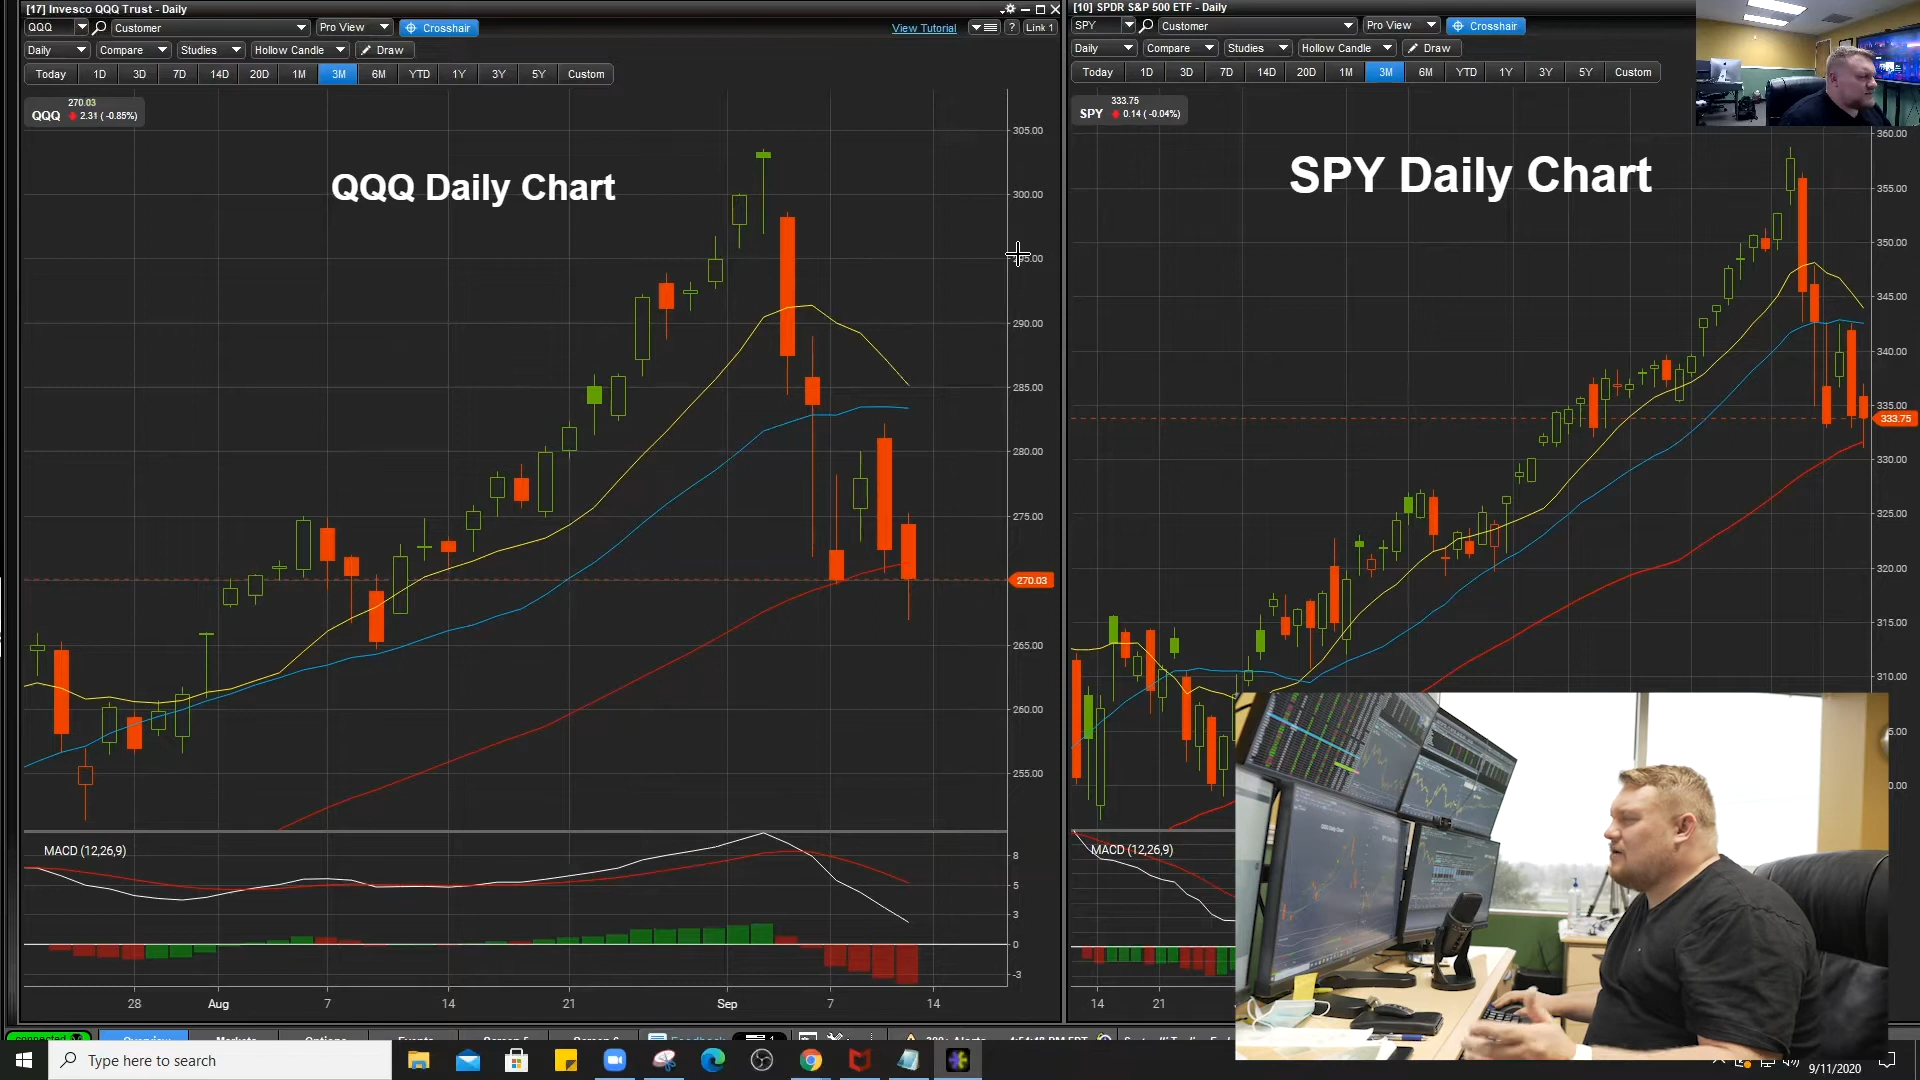 [17] Invesco QQQ Trust - Daily
QQQ Customer Pro View Crosshair View Tutorial ? Link 1
Daily Compare Studies Hollow Candle Draw
Today 1D 3D 7D 14D 20D 1M 3M 6M YTD 1Y 3Y 5Y Custom
270.03
QQQ 2.31 (-0.85%)
QQQ Daily Chart
305.00
300.00
295.00
290.00
285.00
280.00
275.00
270.03
265.00
260.00
255.00
MACD (12,26,9)
8
5
3
0
-3
28 Aug 7 14 21 Sep 7 14
[10] SPDR S&P 500 ETF - Daily
SPY Customer Pro View Crosshair
Daily Compare Studies Hollow Candle Draw
Today 1D 3D 7D 14D 20D 1M 3M 6M YTD 1Y 3Y 5Y Custom
333.75
SPY 0.14 (-0.04%)
SPY Daily Chart
360.00
355.00
350.00
345.00
340.00
335.00
333.75
330.00
325.00
320.00
315.00
310.00
MACD (12,26,9)
14 21
Type here to search
9/11/2020